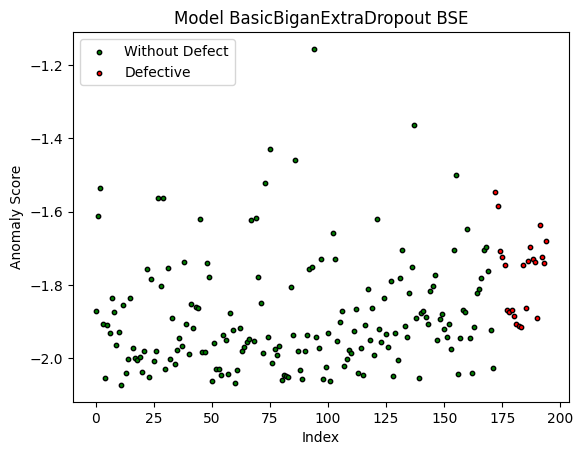 Model BasicBiganExtraDropout BSE
Without Defect
Defective
−1.2
−1.4
−1.6
−1.8
−2.0
Anomaly Score
0
25
50
75
100
125
150
175
200
Index